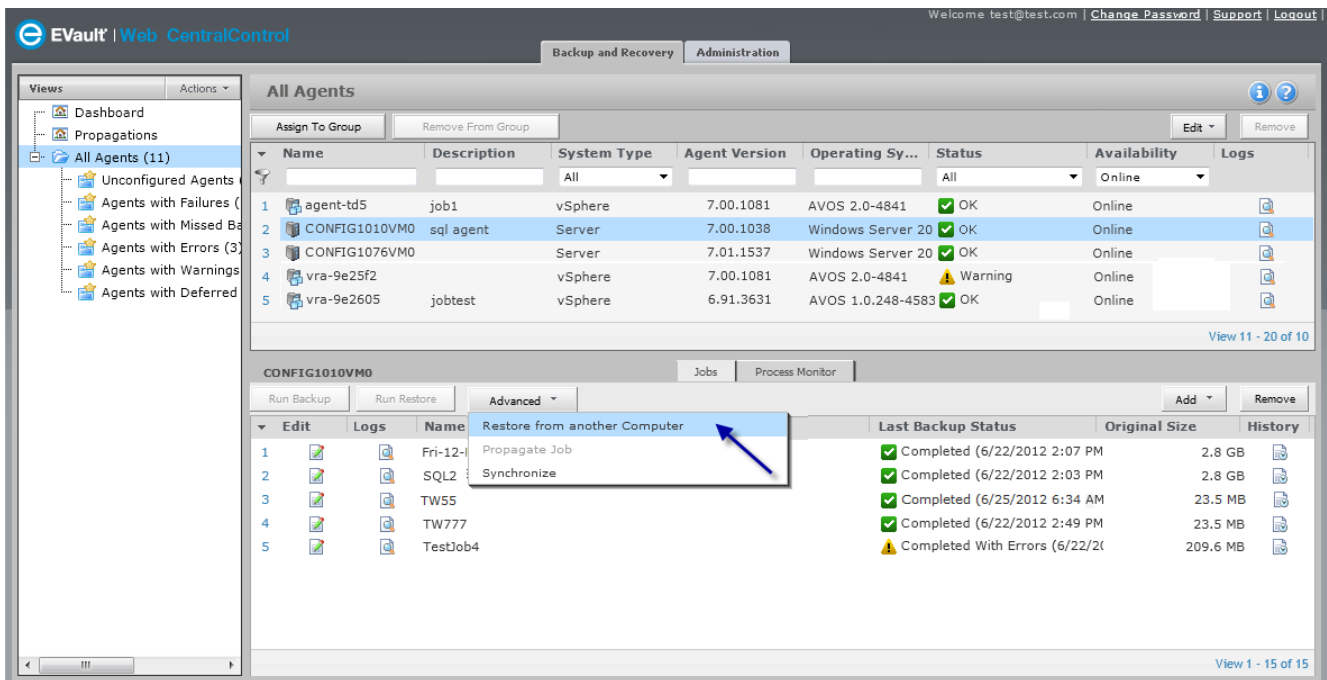 Welcome test@test.com | Change Password | Support | Logout |
EVault | Web CentralControl
Backup and Recovery Administration
Views Actions
Dashboard
Propagations
All Agents (11)
Unconfigured Agents (
Agents with Failures (
Agents with Missed Ba
Agents with Errors (3)
Agents with Warnings
Agents with Deferred
All Agents
Assign To Group Remove From Group Edit Remove
Name Description System Type Agent Version Operating Sy... Status Availability Logs
All All Online
1 agent-td5 job1 vSphere 7.00.1081 AVOS 2.0-4841 OK Online
2 CONFIG1010VM0 sql agent Server 7.00.1038 Windows Server 20 OK Online
3 CONFIG1076VM0 Server 7.01.1537 Windows Server 20 OK Online
4 vra-9e25f2 vSphere 7.00.1081 AVOS 2.0-4841 Warning Online
5 vra-9e2605 jobtest vSphere 6.91.3631 AVOS 1.0.248-4583 OK Online
View 11 - 20 of 10
CONFIG1010VM0 Jobs Process Monitor
Run Backup Run Restore Advanced Add Remove
Edit Logs Name Last Backup Status Original Size History
Restore from another Computer
Propagate Job
Synchronize
1 Fri-12- Completed (6/22/2012 2:07 PM 2.8 GB
2 SQL2 Completed (6/22/2012 2:03 PM 2.8 GB
3 TW55 Completed (6/25/2012 6:34 AM 23.5 MB
4 TW777 Completed (6/22/2012 2:49 PM 23.5 MB
5 TestJob4 Completed With Errors (6/22/20 209.6 MB
View 1 - 15 of 15